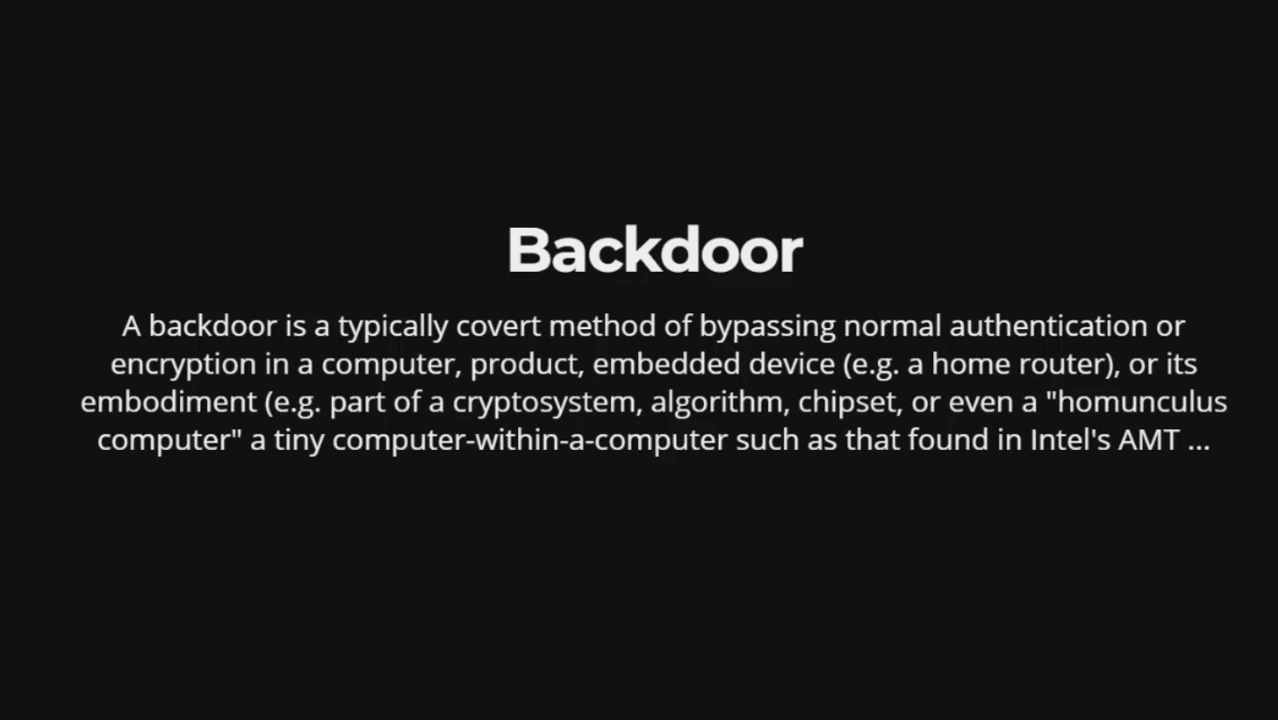 Backdoor
A backdoor is a typically covert method of bypassing normal authentication or
encryption in a computer, product, embedded device (e.g. a home router), or its
embodiment (e.g. part of a cryptosystem, algorithm, chipset, or even a "homunculus
computer" a tiny computer-within-a-computer such as that found in Intel's AMT ...